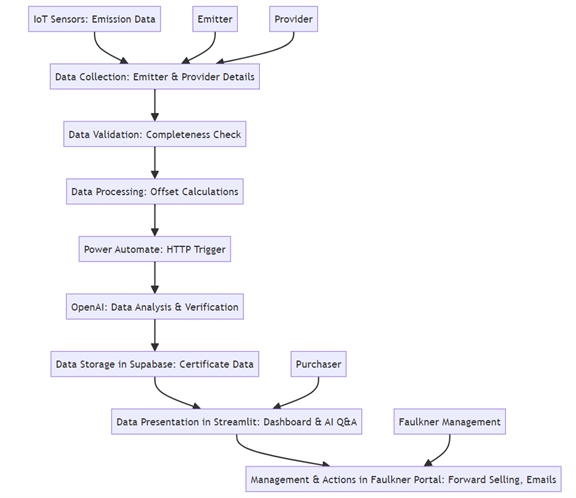 IoT Sensors: Emission Data
Emitter
Provider
Data Collection: Emitter & Provider Details
Data Validation: Completeness Check
Data Processing: Offset Calculations
Power Automate: HTTP Trigger
OpenAI: Data Analysis & Verification
Data Storage in Supabase: Certificate Data
Purchaser
Data Presentation in Streamlit: Dashboard & AI Q&A
Faulkner Management
Management & Actions in Faulkner Portal: Forward Selling, Emails